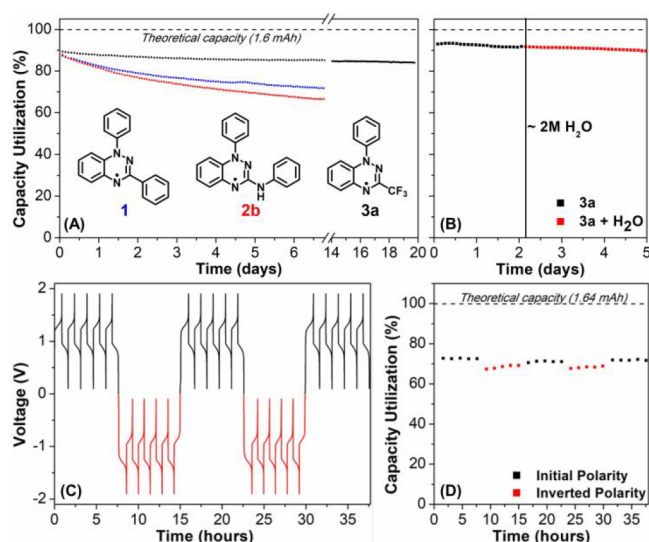 Theoretical capacity (1.6 mAh)
Capacity Utilization (%)
100
80
60
40
20
0
N
N
N
1
N
N
N
N
H
2b
N
N
N
CF3
3a
(A)
0 1 2 3 4 5 6 14 16 18 20
Time (days)
~ 2M H2O
3a
3a + H2O
(B)
0 1 2 3 4 5
Time (days)
Voltage (V)
2
1
0
-1
-2
(C)
0 5 10 15 20 25 30 35
Time (hours)
Theoretical capacity (1.64 mAh)
Capacity Utilization (%)
100
80
60
40
20
0
Initial Polarity
Inverted Polarity
(D)
0 5 10 15 20 25 30 35
Time (hours)